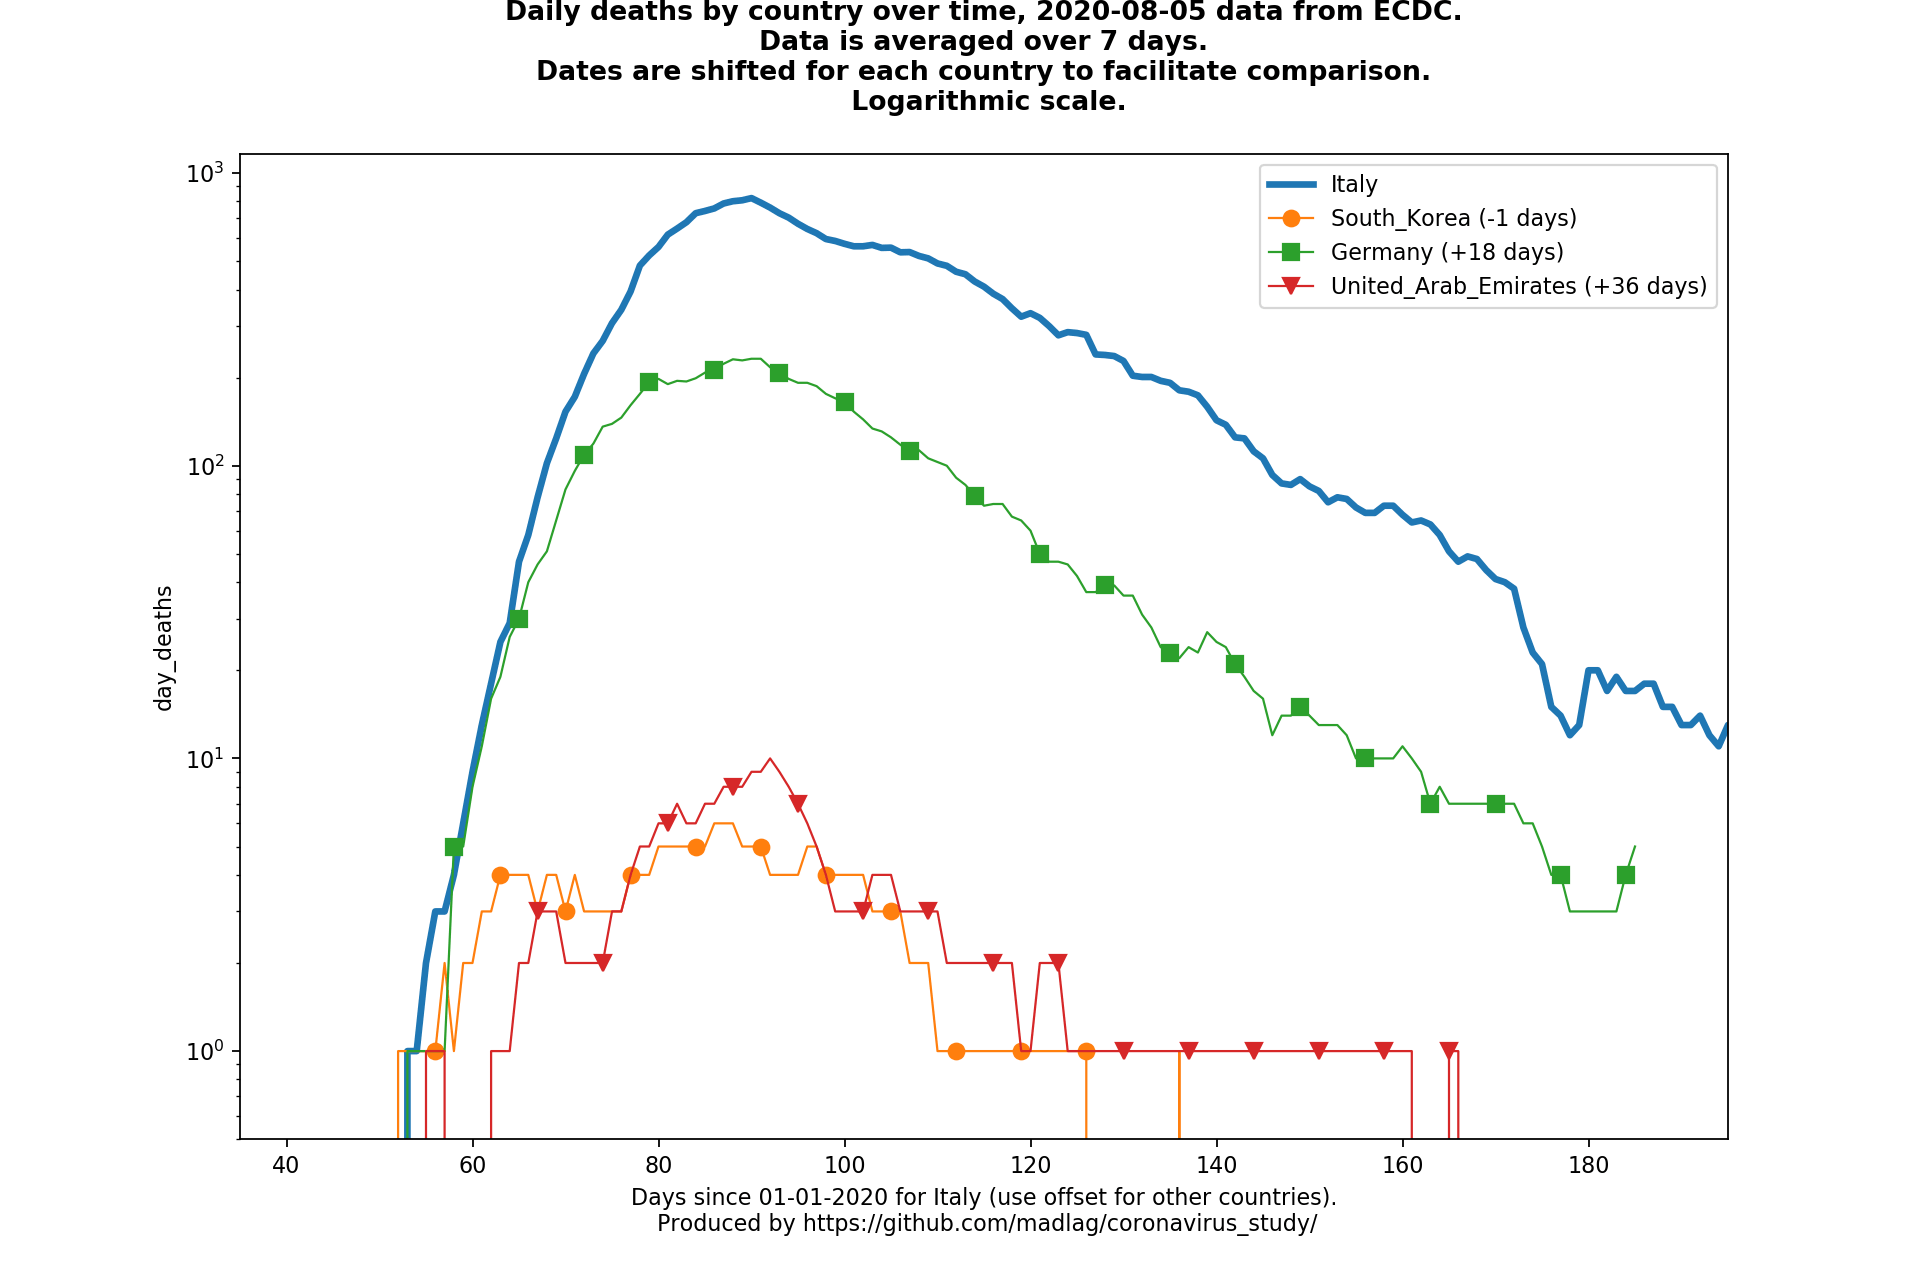 Daily deaths by country over time, 2020-08-05 data from ECDC.
Data is averaged over 7 days.
Dates are shifted for each country to facilitate comparison.
Logarithmic scale.
Italy
South_Korea (-1 days)
Germany (+18 days)
United_Arab_Emirates (+36 days)
day_deaths
10³
10²
10¹
10⁰
40 60 80 100 120 140 160 180
Days since 01-01-2020 for Italy (use offset for other countries).
Produced by https://github.com/madlag/coronavirus_study/